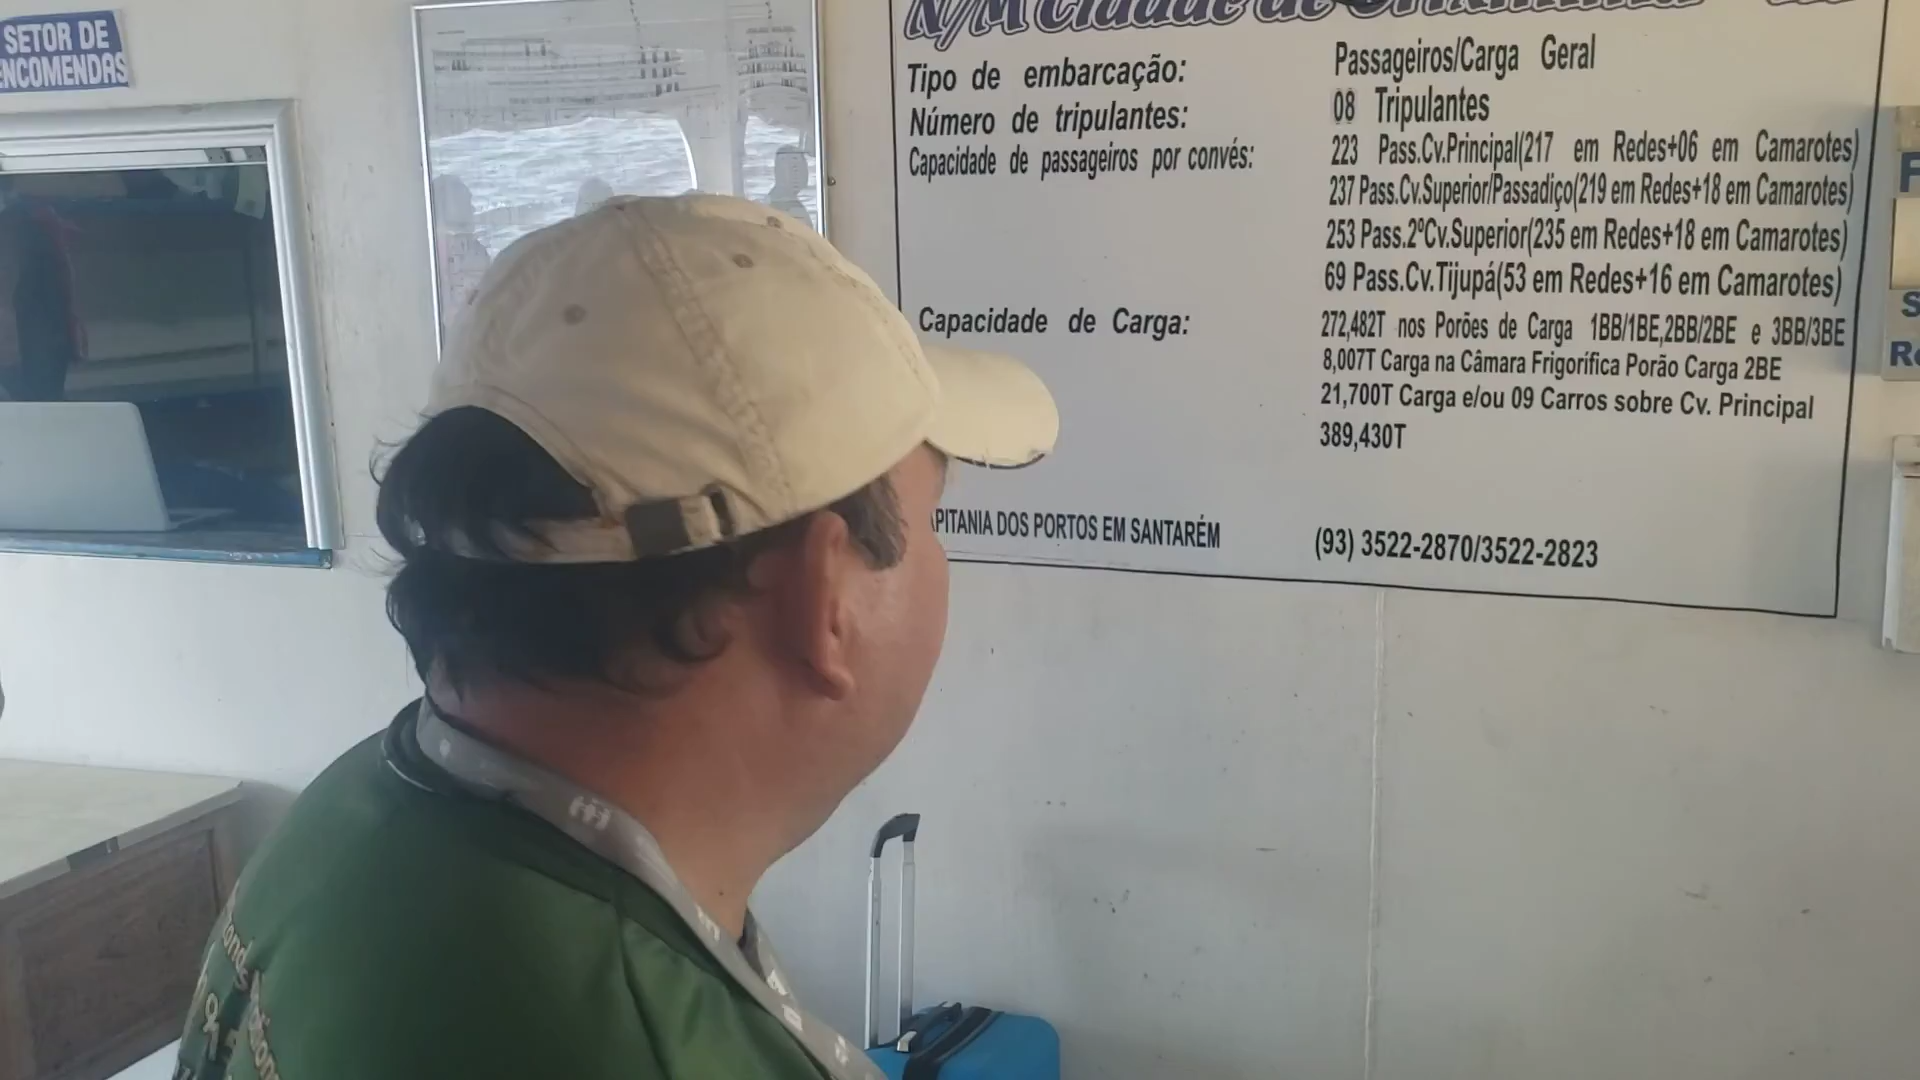 SETOR DE
ENCOMENDAS
N/M Cidade de
Tipo de embarcação:
Passageiros/Carga Geral
Número de tripulantes:
08 Tripulantes
Capacidade de passageiros por convés:
223 Pass.Cv.Principal(217 em Redes+06 em Camarotes)
237 Pass.Cv.Superior/Passadiço(219 em Redes+18 em Camarotes)
253 Pass.2ºCv.Superior(235 em Redes+18 em Camarotes)
69 Pass.Cv.Tijupá(53 em Redes+16 em Camarotes)
Capacidade de Carga:
272,482T nos Porões de Carga 1BB/1BE,2BB/2BE e 3BB/3BE
8,007T Carga na Câmara Frigorífica Porão Carga 2BE
21,700T Carga e/ou 09 Carros sobre Cv. Principal
389,430T
APITANIA DOS PORTOS EM SANTARÉM
(93) 3522-2870/3522-2823